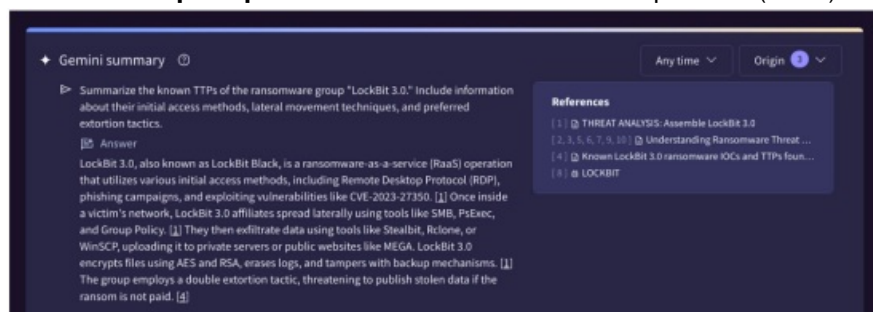 Gemini summary
Any time
Origin 3
Summarize the known TTPs of the ransomware group "LockBit 3.0." Include information
about their initial access methods, lateral movement techniques, and preferred
extortion tactics.
Answer
LockBit 3.0, also known as LockBit Black, is a ransomware-as-a-service (RaaS) operation
that utilizes various initial access methods, including Remote Desktop Protocol (RDP),
phishing campaigns, and exploiting vulnerabilities like CVE-2023-27350. [1] Once inside
a victim's network, LockBit 3.0 affiliates spread laterally using tools like SMB, PsExec,
and Group Policy. [1] They then exfiltrate data using tools like Stealbit, Rclone, or
WinSCP, uploading it to private servers or public websites like MEGA. LockBit 3.0
encrypts files using AES and RSA, erases logs, and tampers with backup mechanisms. [1]
The group employs a double extortion tactic, threatening to publish stolen data if the
ransom is not paid. [4]
References
[1] THREAT ANALYSIS: Assemble LockBit 3.0
[2, 3, 5, 6, 7, 9, 10] Understanding Ransomware Threat ...
[4] Known LockBit 3.0 ransomware IOCs and TTPs foun...
[8] LOCKBIT